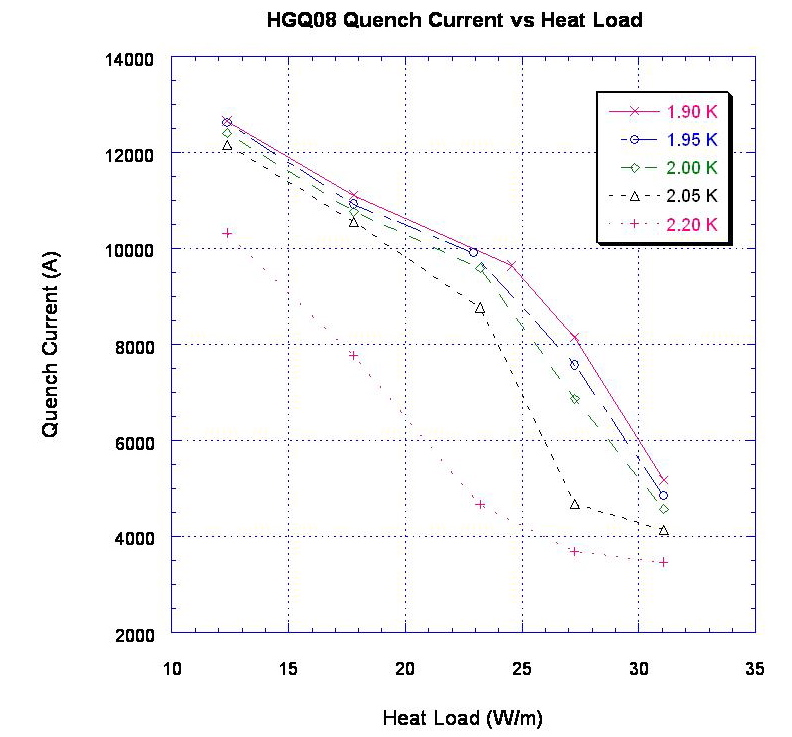 HGQ08 Quench Current vs Heat Load
14000
12000
10000
8000
6000
4000
2000
Quench Current (A)
1.90 K
1.95 K
2.00 K
2.05 K
2.20 K
10 15 20 25 30 35
Heat Load (W/m)